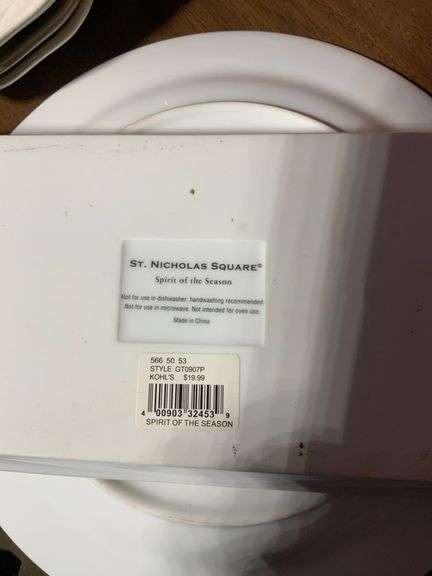 ST. NICHOLAS SQUARE®
Spirit of the Season
Not for use in dishwasher, handwashing recommended.
Not for use in microwave. Not intended for oven use.
Made in China
566 50 53
STYLE GT0907P
KOHL'S $19.99
4 00903 32453 9
SPIRIT OF THE SEASON